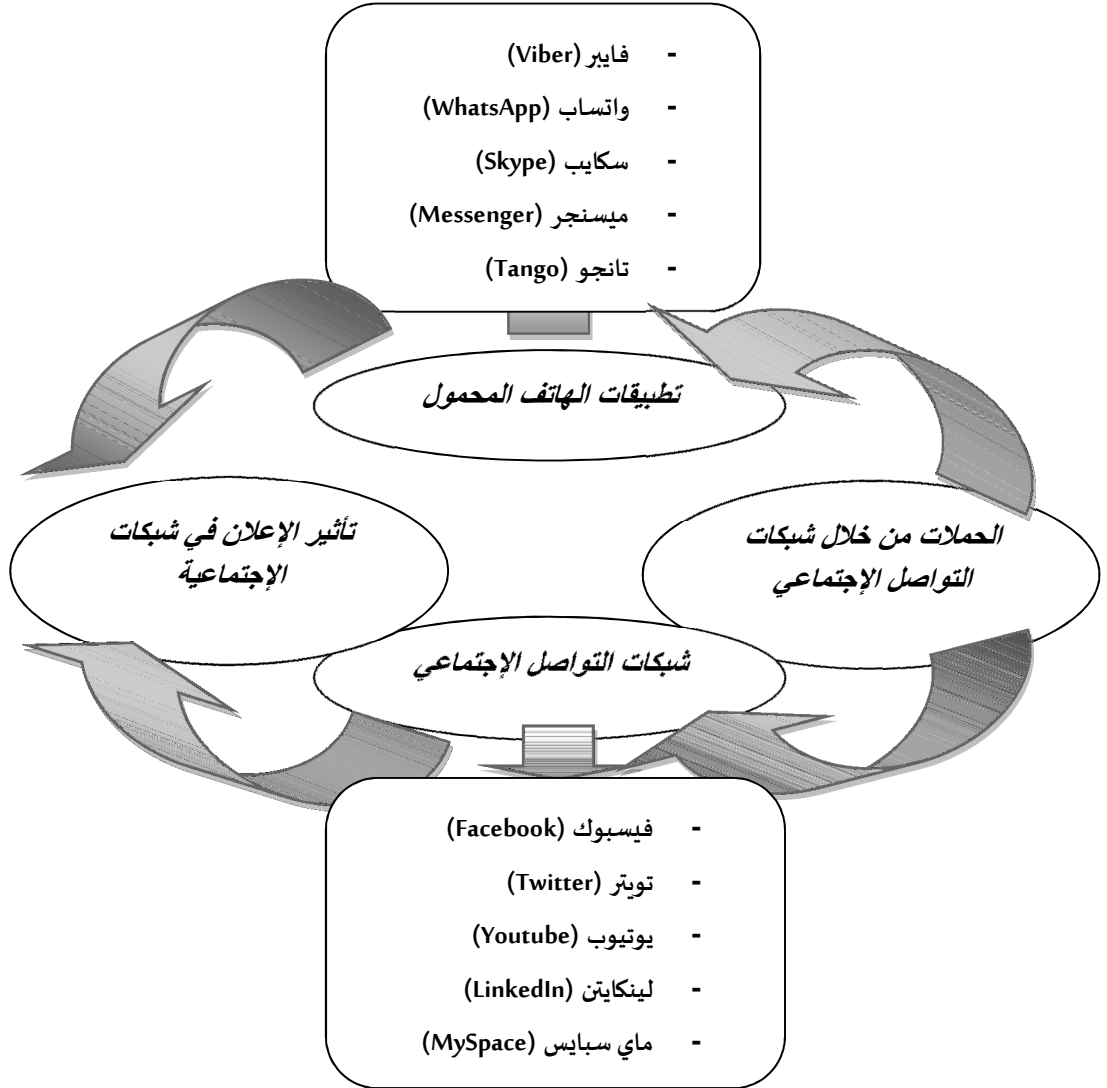 - فايبر (Viber)
- واتساب (WhatsApp)
- سكايب (Skype)
- ميسنجر (Messenger)
- تانجو (Tango)
تطبيقات الهاتف المحمول
الحملات من خلال شبكات
التواصل الإجتماعي
تأثير الإعلان في شبكات
الإجتماعية
شبكات التواصل الإجتماعي
- فيسبوك (Facebook)
- تويتر (Twitter)
- يوتيوب (Youtube)
- لينكايتن (LinkedIn)
- ماي سبايس (MySpace)